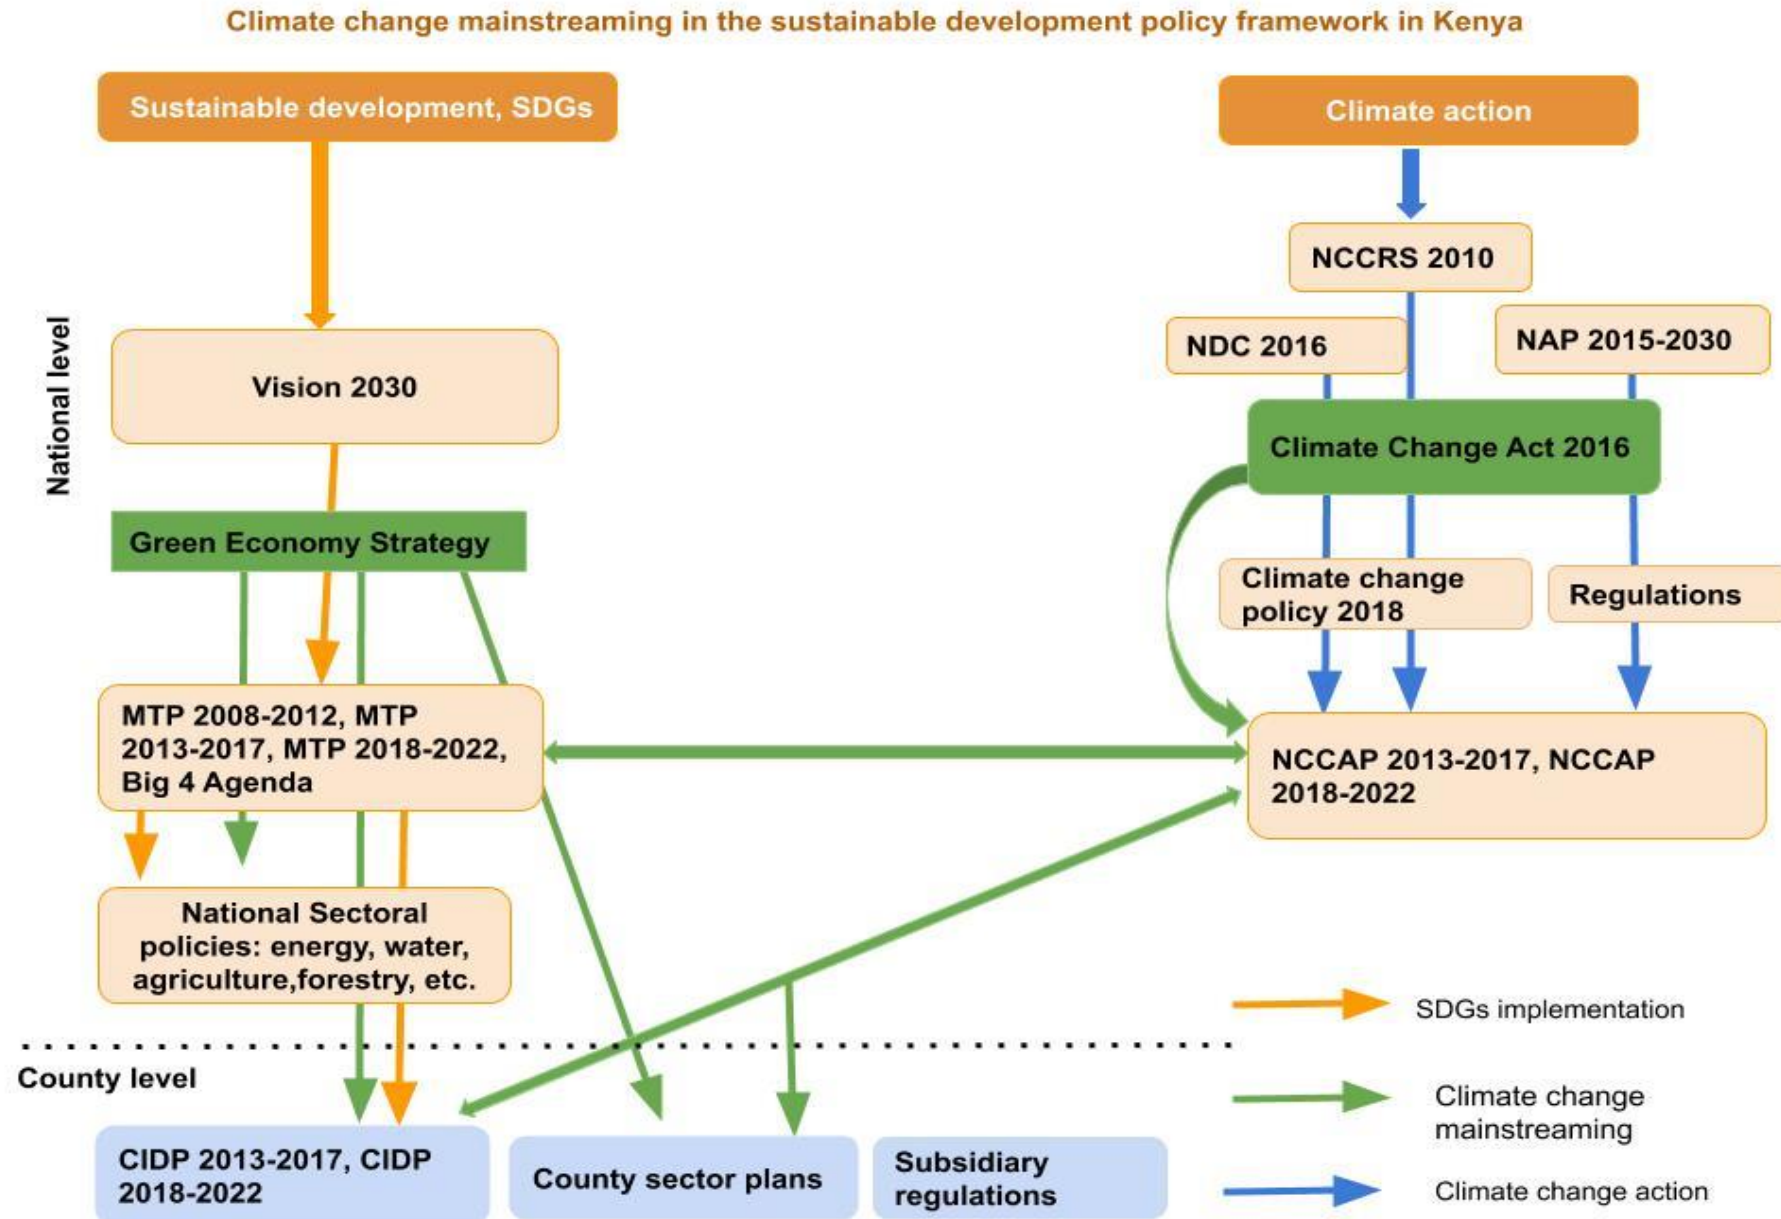 Climate change mainstreaming in the sustainable development policy framework in Kenya
Sustainable development, SDGs
Climate action
NCCRS 2010
NDC 2016
NAP 2015-2030
National level
Vision 2030
Climate Change Act 2016
Green Economy Strategy
Climate change
policy 2018
Regulations
MTP 2008-2012, MTP
2013-2017, MTP 2018-2022,
Big 4 Agenda
NCCAP 2013-2017, NCCAP
2018-2022
National Sectoral
policies: energy, water,
agriculture,forestry, etc.
SDGs implementation
County level
Climate change
mainstreaming
CIDP 2013-2017, CIDP
2018-2022
County sector plans
Subsidiary
regulations
Climate change action